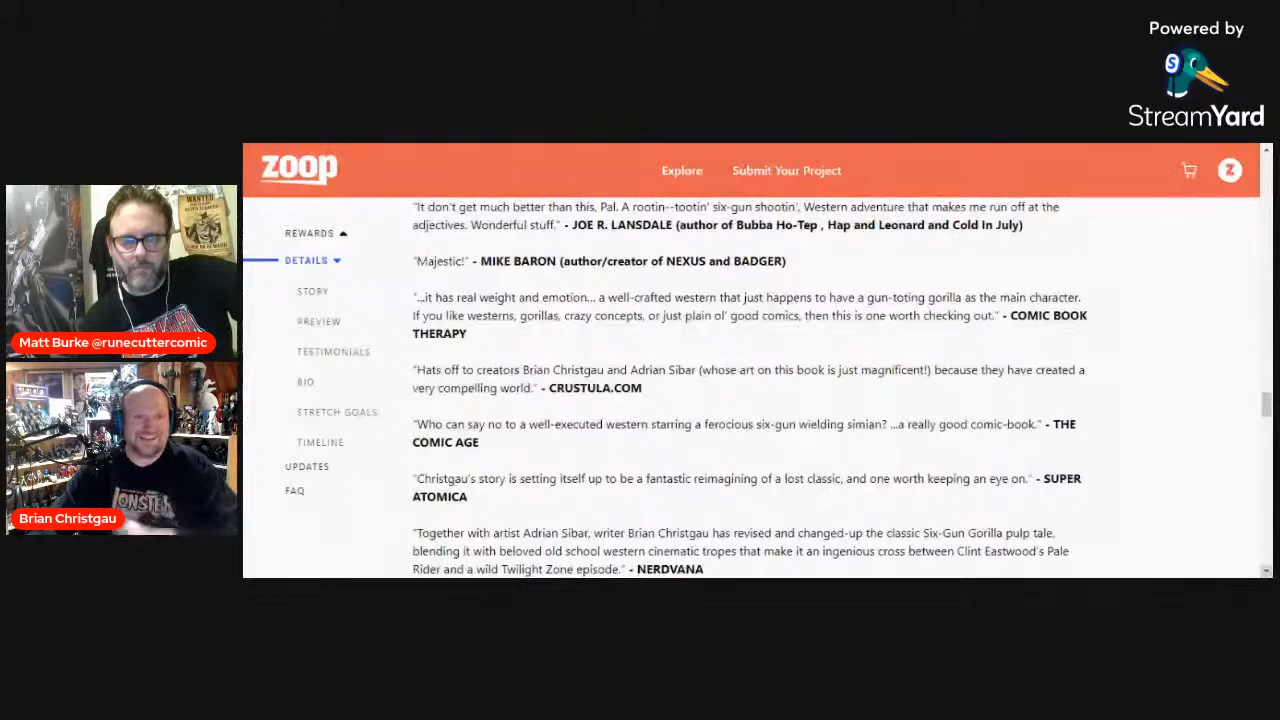 Powered by
S
StreamYard
zoop
Explore
Submit Your Project
Z
REWARDS
DETAILS
STORY
PREVIEW
TESTIMONIALS
BIO
STRETCH GOALS
TIMELINE
UPDATES
FAQ
"It don't get much better than this, Pal. A rootin--tootin' six-gun shootin', Western adventure that makes me run off at the
adjectives. Wonderful stuff." - JOE R. LANSDALE (author of Bubba Ho-Tep , Hap and Leonard and Cold In July)
"Majestic!" - MIKE BARON (author/creator of NEXUS and BADGER)
"...it has real weight and emotion... a well-crafted western that just happens to have a gun-toting gorilla as the main character.
If you like westerns, gorillas, crazy concepts, or just plain ol' good comics, then this is one worth checking out." - COMIC BOOK
THERAPY
"Hats off to creators Brian Christgau and Adrian Sibar (whose art on this book is just magnificent!) because they have created a
very compelling world." - CRUSTULA.COM
"Who can say no to a well-executed western starring a ferocious six-gun wielding simian? ...a really good comic-book." - THE
COMIC AGE
"Christgau's story is setting itself up to be a fantastic reimagining of a lost classic, and one worth keeping an eye on." - SUPER
ATOMICA
"Together with artist Adrian Sibar, writer Brian Christgau has revised and changed-up the classic Six-Gun Gorilla pulp tale,
blending it with beloved old school western cinematic tropes that make it an ingenious cross between Clint Eastwood's Pale
Rider and a wild Twilight Zone episode." - NERDVANA
WANTED
Matt Burke @runecuttercomic
MONSTER
Brian Christgau